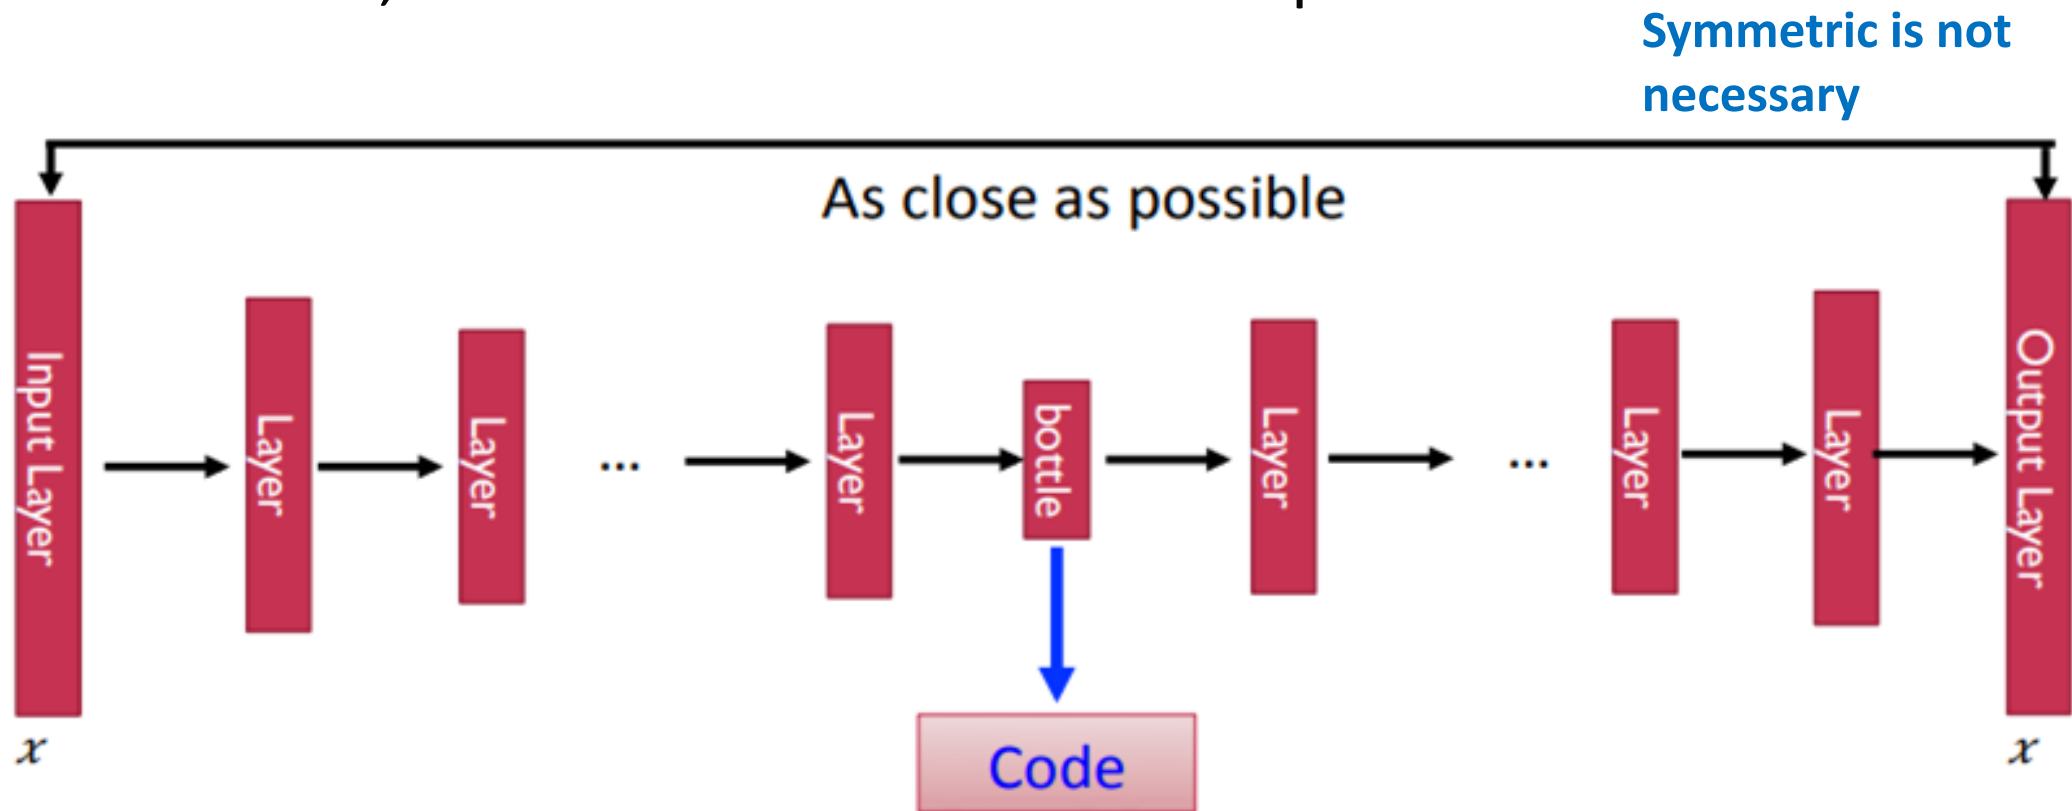 Symmetric is not
necessary
As close as possible
Input Layer
Layer
Layer
...
Layer
bottle
Layer
...
Layer
Layer
Output Layer
x
x
Code